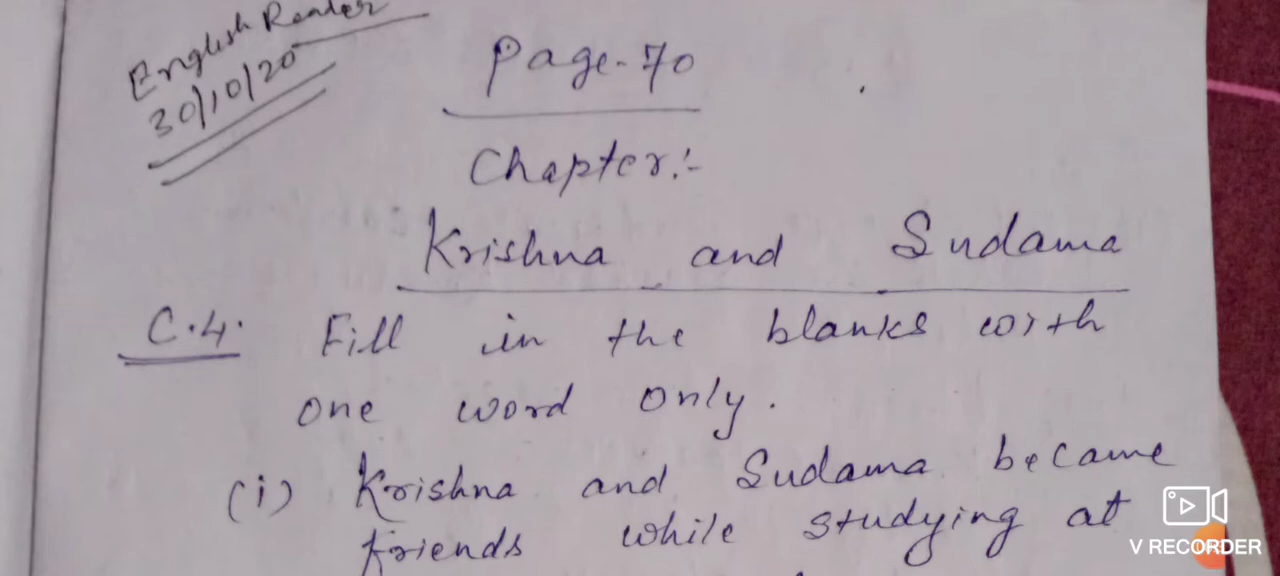 English Reader
30/10/20
Page-70
Chapter:-
Krishna and Sudama
C.4. Fill in the blanks with
one word only.
(i) Krishna and Sudama became
friends while studying at
V RECORDER